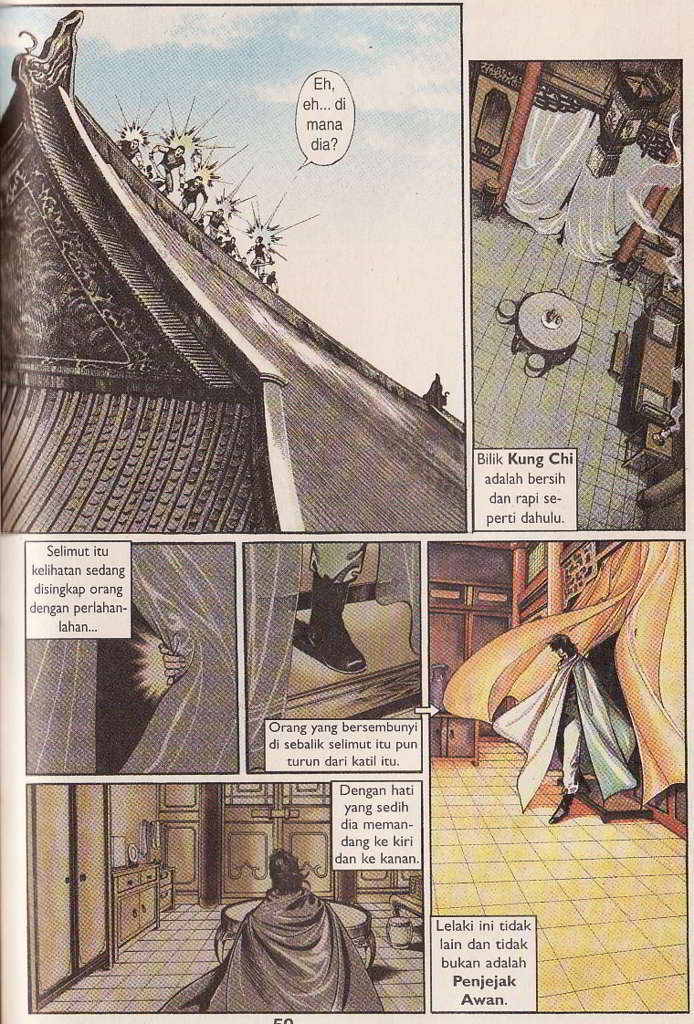 Eh,
eh... di
mana
dia?
Bilik Kung Chi
adalah bersih
dan rapi se-
perti dahulu.
Selimut itu
kelihatan sedang
disingkap orang
dengan perlahan-
lahan...
Orang yang bersembunyi
di sebalik selimut itu pun
turun dari katil itu.
Lelaki ini tidak
lain dan tidak
bukan adalah
Penjejak
Awan.
Dengan hati
yang sedih
dia meman-
dang ke kiri
dan ke kanan.